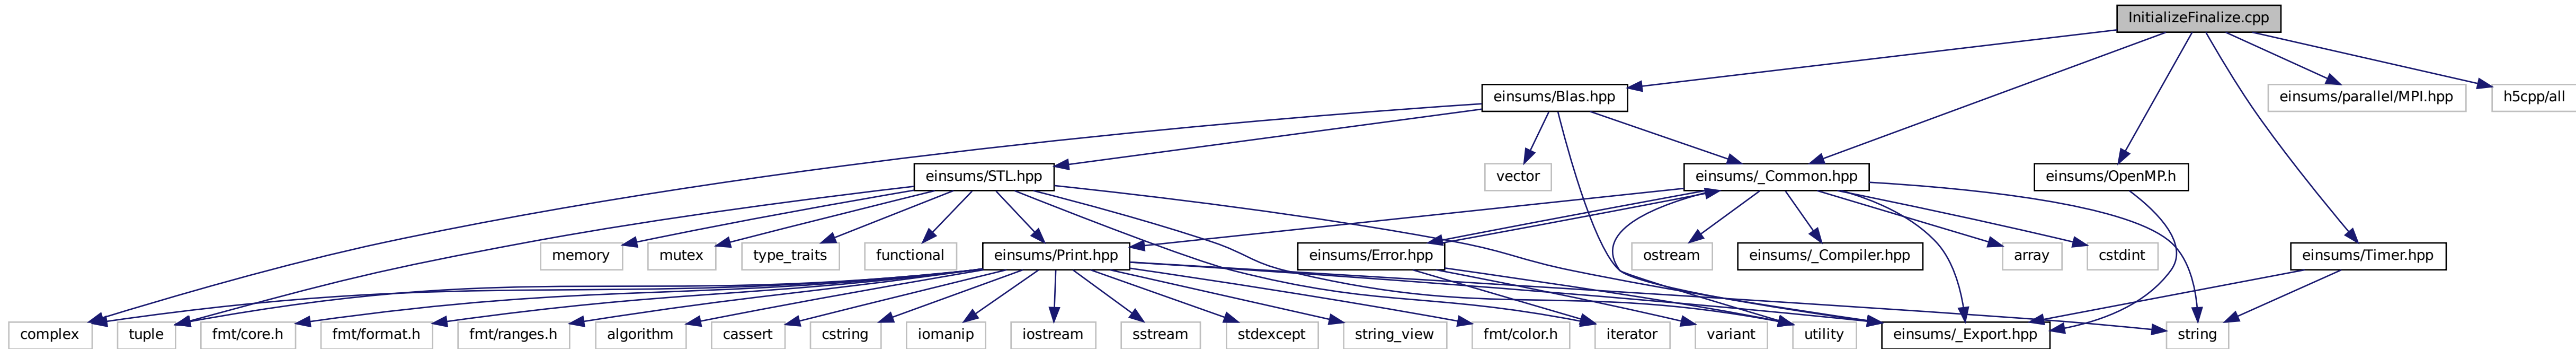 InitializeFinalize.cpp
einsums/Blas.hpp
einsums/parallel/MPI.hpp
h5cpp/all
einsums/STL.hpp
vector
einsums/_Common.hpp
einsums/OpenMP.h
memory
mutex
type_traits
functional
einsums/Print.hpp
einsums/Error.hpp
ostream
einsums/_Compiler.hpp
array
cstdint
einsums/Timer.hpp
complex
tuple
fmt/core.h
fmt/format.h
fmt/ranges.h
algorithm
cassert
cstring
iomanip
iostream
sstream
stdexcept
string_view
fmt/color.h
iterator
variant
utility
einsums/_Export.hpp
string